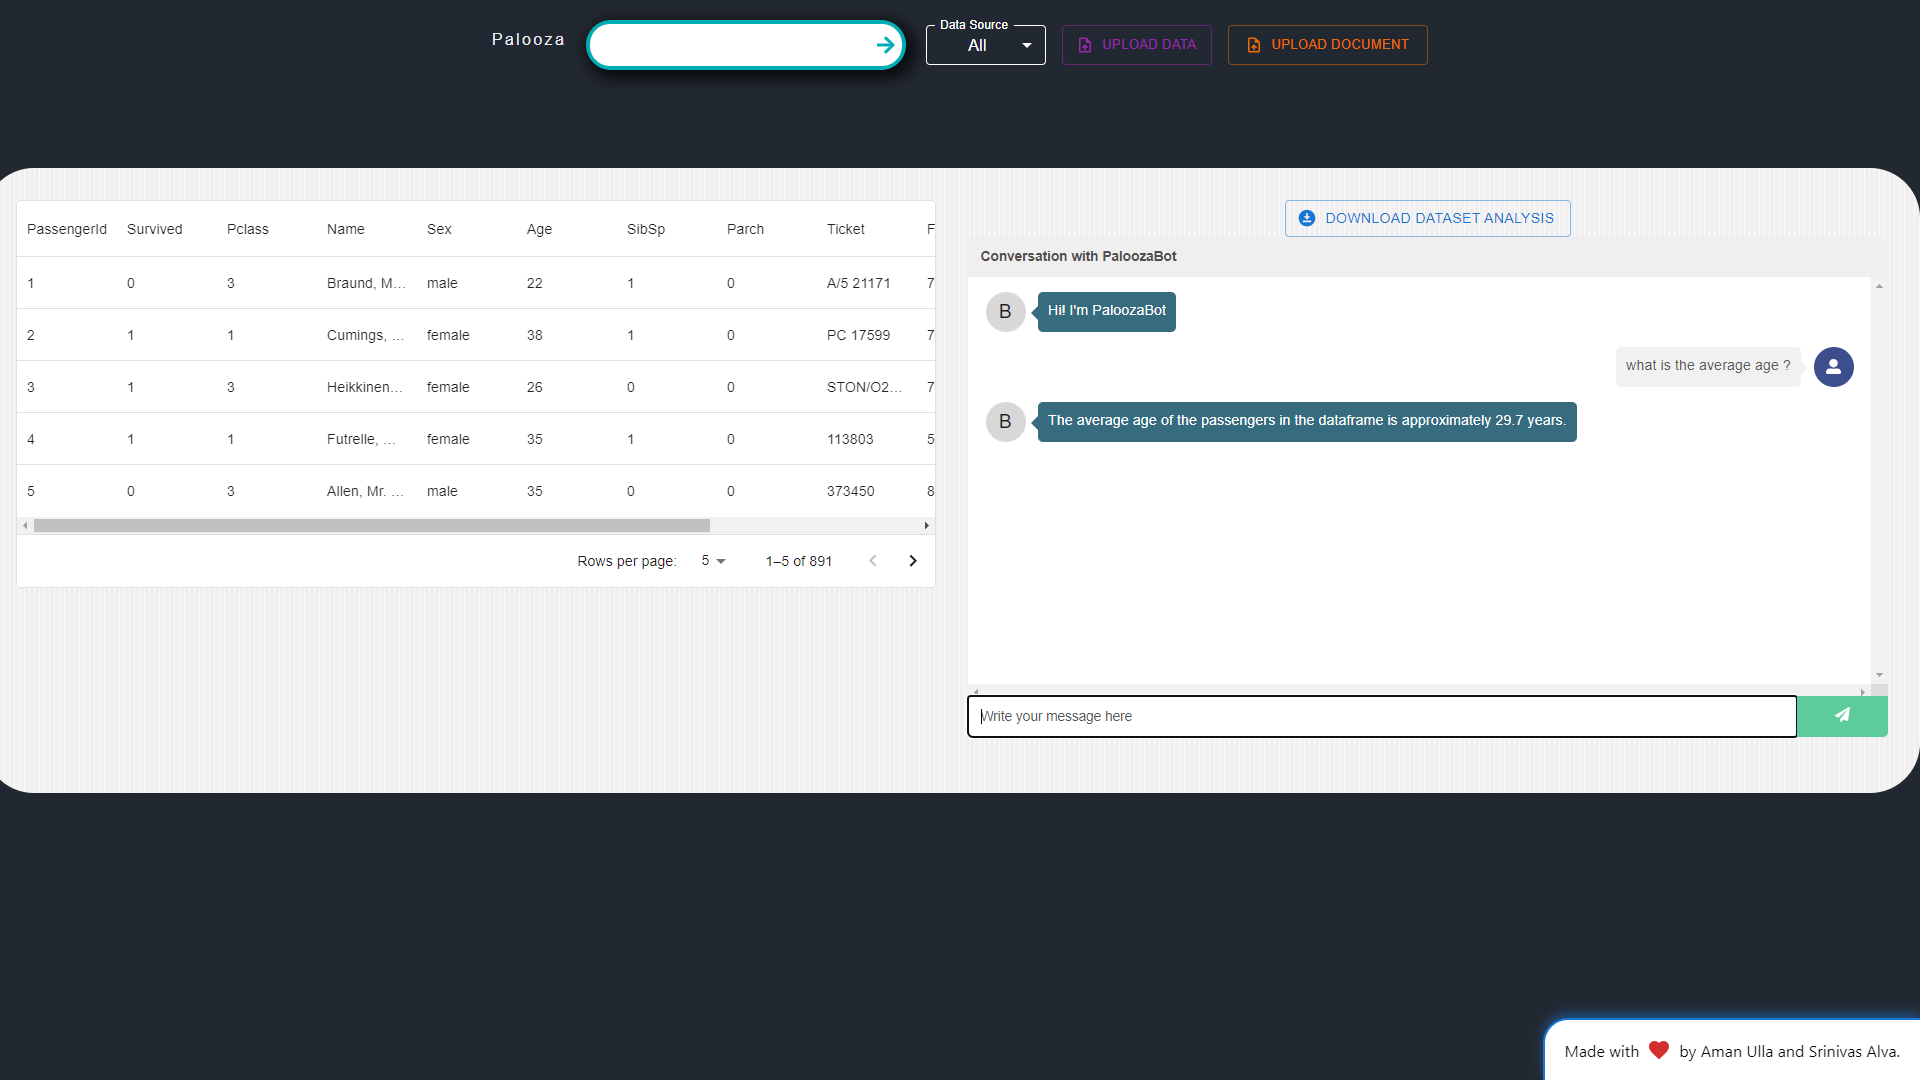 Palooza
Data Source
All
UPLOAD DATA
UPLOAD DOCUMENT
PassengerId Survived Pclass Name Sex Age SibSp Parch Ticket F
1 0 3 Braund, M... male 22 1 0 A/5 21171 7
2 1 1 Cumings, ... female 38 1 0 PC 17599 7
3 1 3 Heikkinen... female 26 0 0 STON/O2... 7
4 1 1 Futrelle, ... female 35 1 0 113803 5
5 0 3 Allen, Mr. ... male 35 0 0 373450 8
Rows per page: 5 1–5 of 891
DOWNLOAD DATASET ANALYSIS
Conversation with PaloozaBot
B Hi! I'm PaloozaBot
what is the average age ?
B The average age of the passengers in the dataframe is approximately 29.7 years.
Write your message here
Made with ❤ by Aman Ulla and Srinivas Alva.